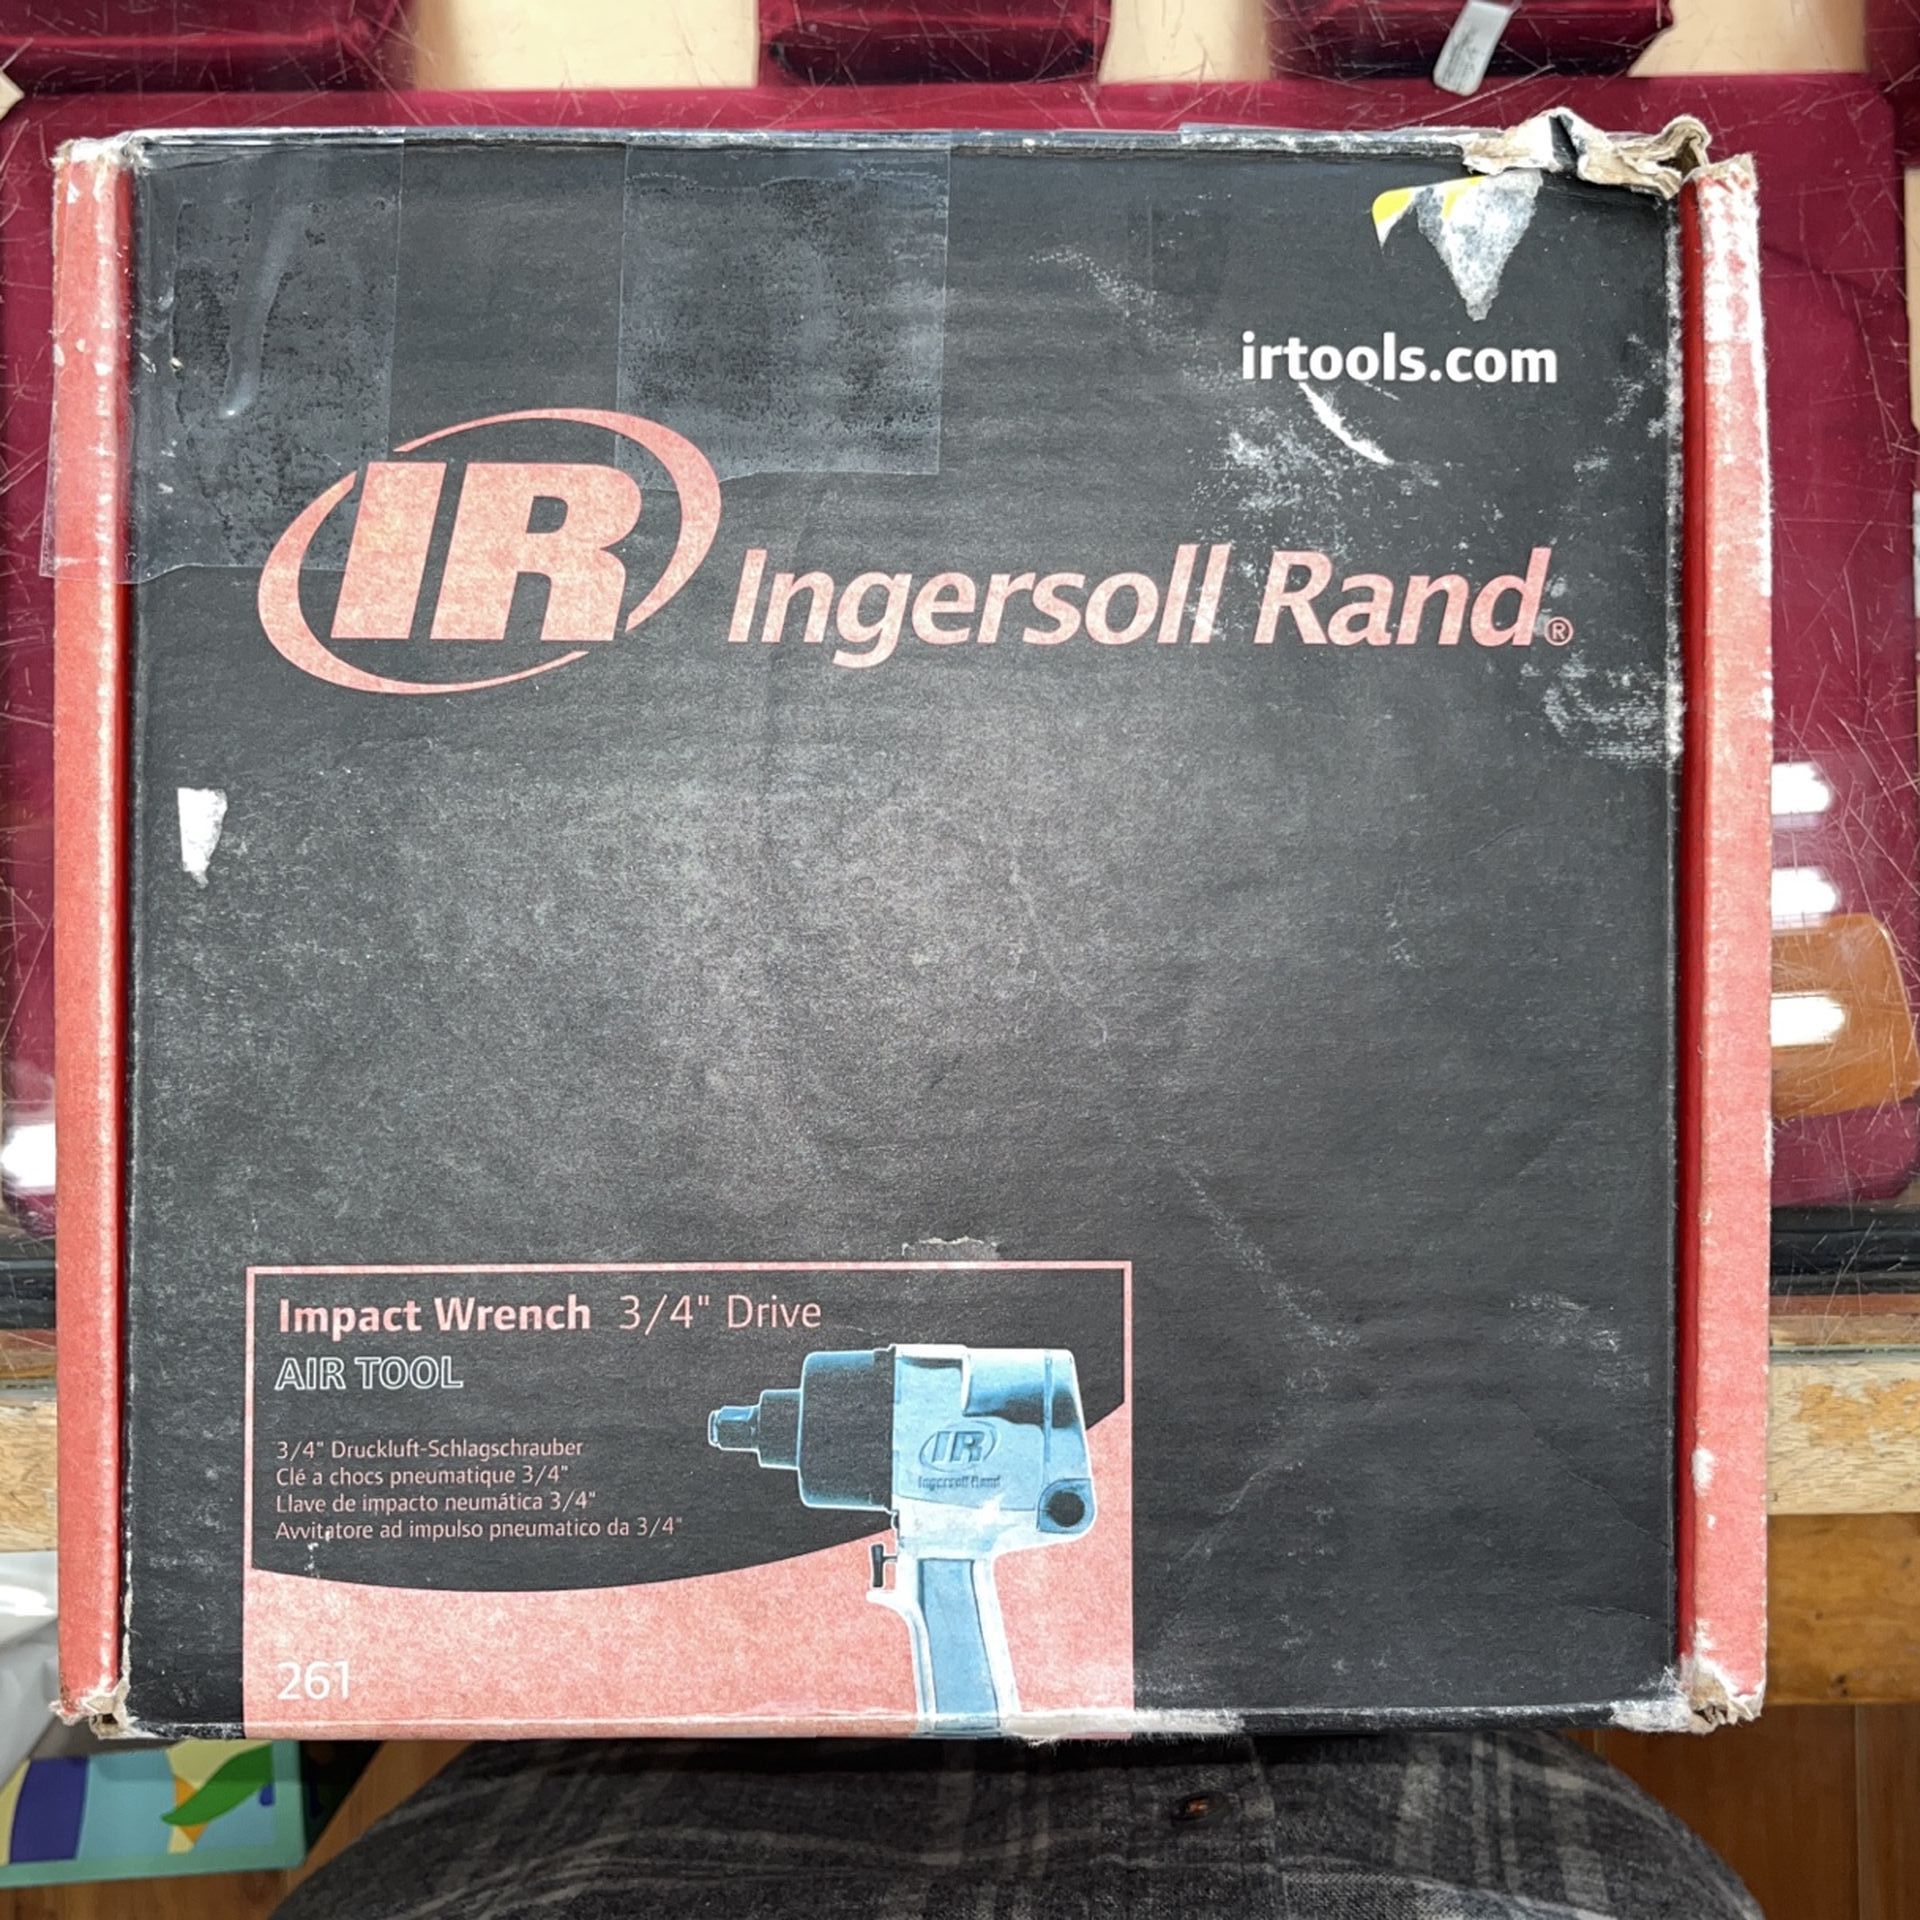 irtools.com
IR Ingersoll Rand®
Impact Wrench 3/4" Drive
AIR TOOL
3/4" Druckluft-Schlagschrauber
Clé a chocs pneumatique 3/4"
Llave de impacto neumática 3/4"
Avvitatore ad impulso pneumatico da 3/4"
IR
Ingersoll Rand
261